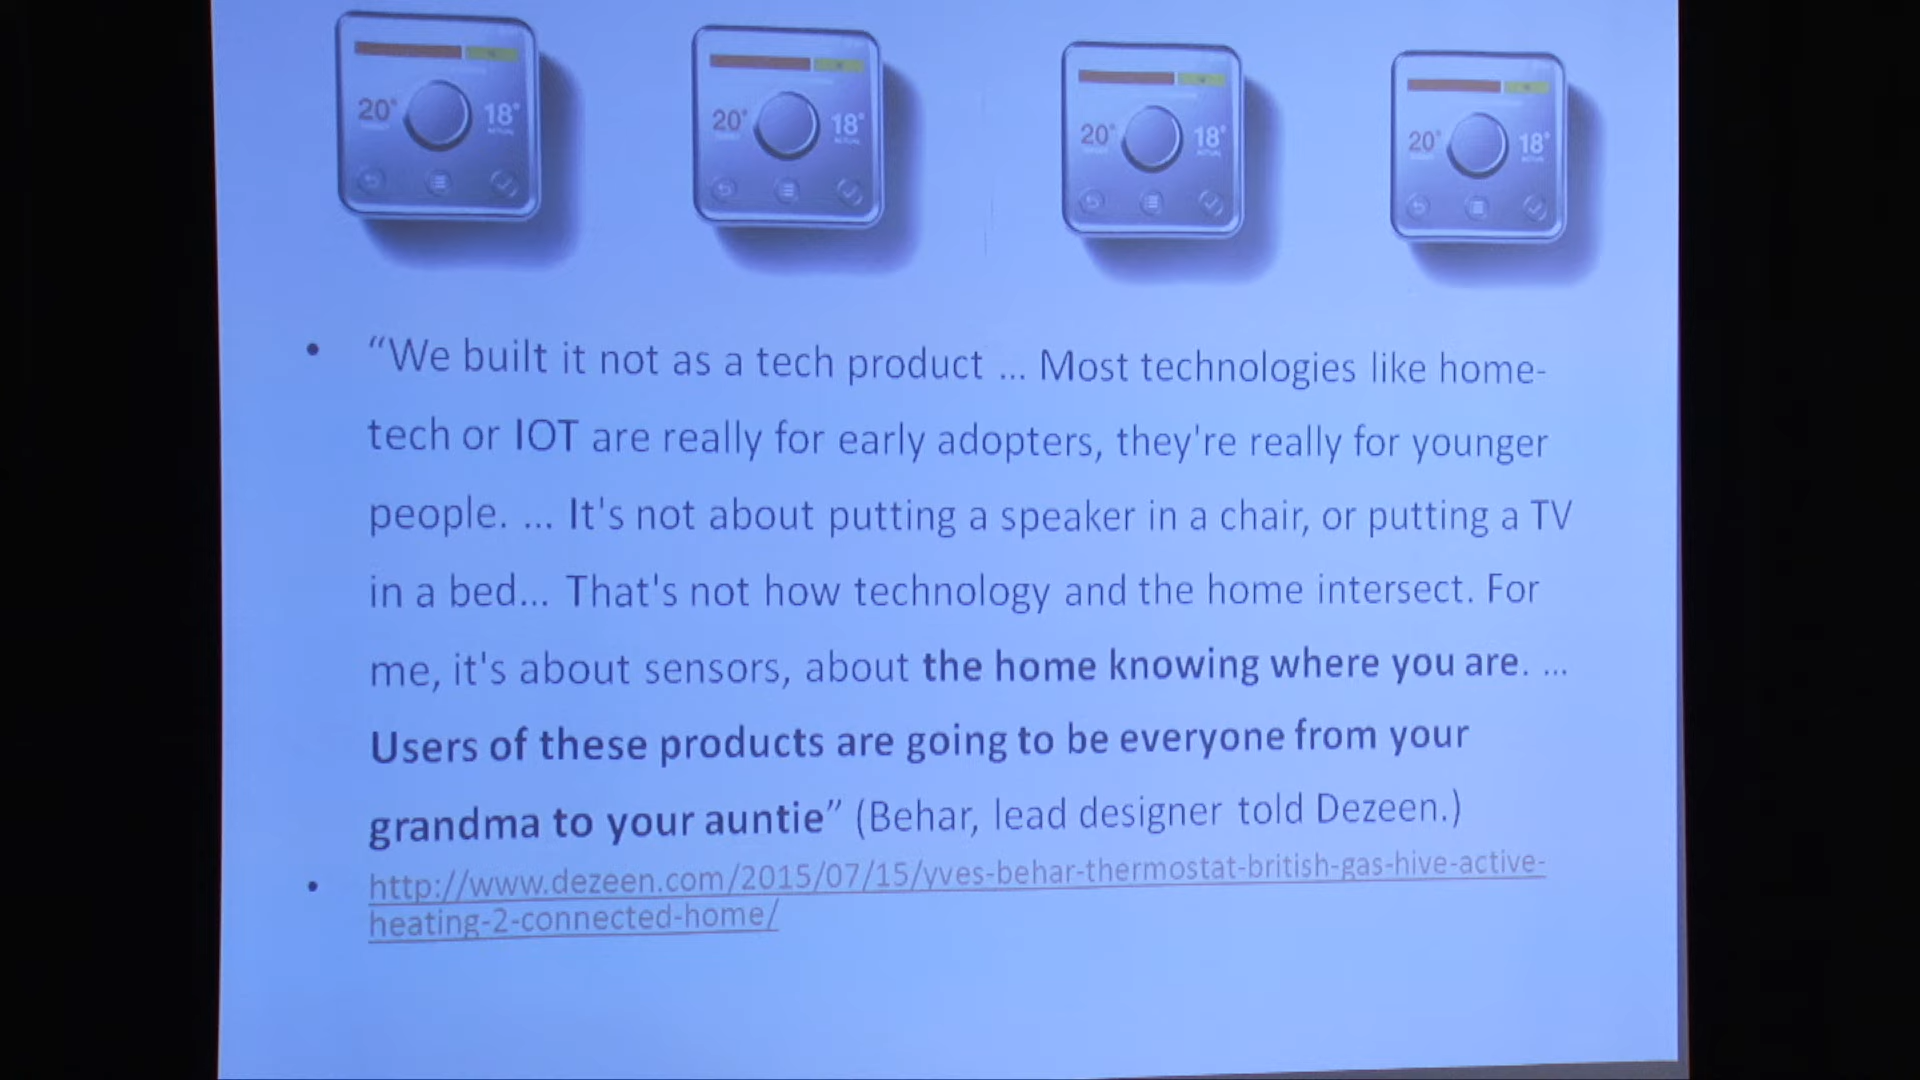 20° 18° 20° 18° 20° 18° 20° 18°
ACTUAL ACTUAL ACTUAL ACTUAL
• “We built it not as a tech product ... Most technologies like home-
tech or IOT are really for early adopters, they're really for younger
people. ... It's not about putting a speaker in a chair, or putting a TV
in a bed... That's not how technology and the home intersect. For
me, it's about sensors, about the home knowing where you are. ...
Users of these products are going to be everyone from your
grandma to your auntie” (Behar, lead designer told Dezeen.)
• http://www.dezeen.com/2015/07/15/yves-behar-thermostat-british-gas-hive-active-
heating-2-connected-home/